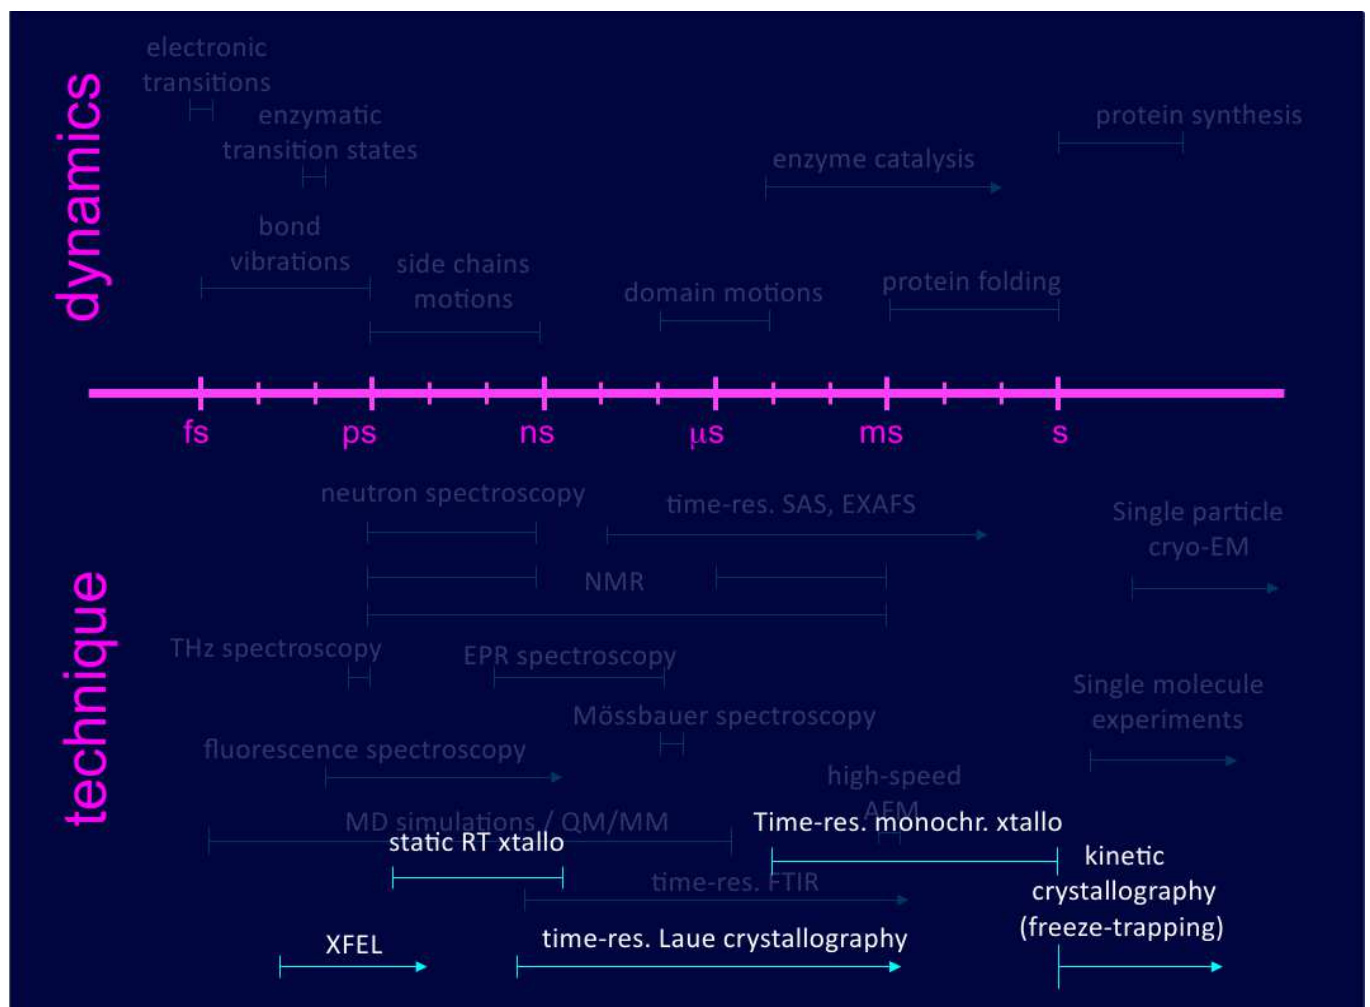 dynamics
electronic
transitions
enzymatic
transition states
bond
vibrations
side chains
motions
domain motions
enzyme catalysis
protein folding
protein synthesis
fs ps ns μs ms s
technique
neutron spectroscopy
time-res. SAS, EXAFS
Single particle
cryo-EM
NMR
THz spectroscopy
EPR spectroscopy
Single molecule
experiments
Mössbauer spectroscopy
fluorescence spectroscopy
high-speed
AFM
MD simulations / QM/MM
static RT xtallo
Time-res. monochr. xtallo
time-res. FTIR
kinetic
crystallography
(freeze-trapping)
XFEL
time-res. Laue crystallography